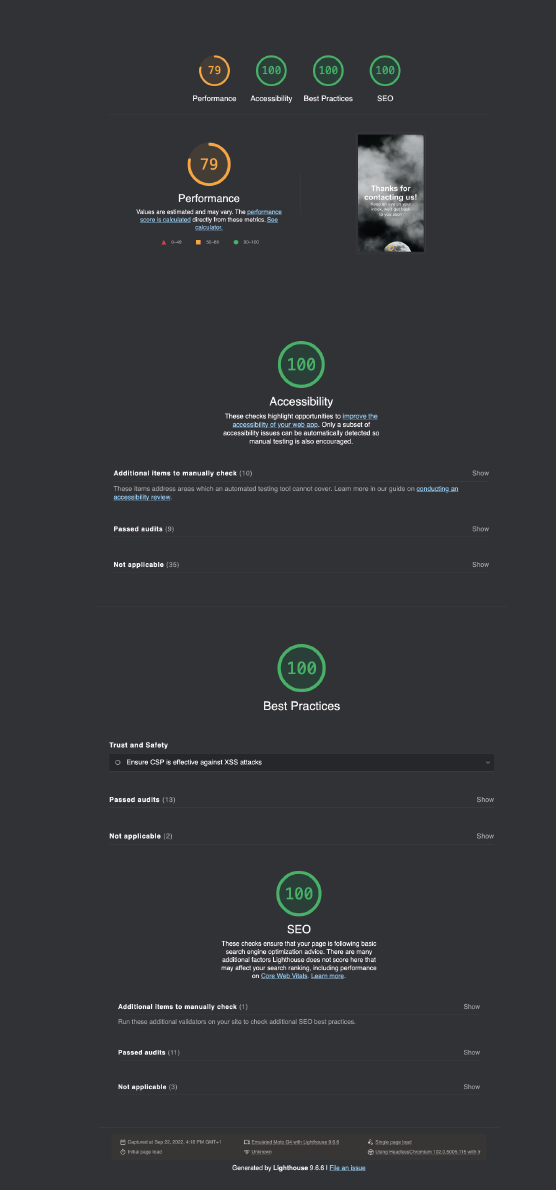 79
100
100
100
Performance
Accessibility
Best Practices
SEO
79
Performance
Values are estimated and may vary. The performance
score is calculated directly from these metrics. See
calculator.
0–49
50–89
90–100
Thanks for
contacting us!
100
Accessibility
These checks highlight opportunities to improve the
accessibility of your web app. Only a subset of
accessibility issues can be automatically detected so
manual testing is also encouraged.
Additional items to manually check (10)
Show
These items address areas which an automated testing tool cannot cover. Learn more in our guide on conducting an
accessibility review.
Passed audits (9)
Show
Not applicable (35)
Show
100
Best Practices
Trust and Safety
Ensure CSP is effective against XSS attacks
Passed audits (13)
Show
Not applicable (2)
Show
100
SEO
These checks ensure that your page is following basic
search engine optimization advice. There are many
additional factors Lighthouse does not score here that
may affect your search ranking, including performance
on Core Web Vitals. Learn more.
Additional items to manually check (1)
Show
Run these additional validators on your site to check additional SEO best practices.
Passed audits (11)
Show
Not applicable (3)
Show
Captured at Sep 22, 2022, 4:16 PM GMT+1
Emulated Moto G4 with Lighthouse 9.6.6
Single page load
Initial page load
Unknown
Using HeadlessChromium 102.0.5005.115 with
Generated by Lighthouse 9.6.6 | File an issue